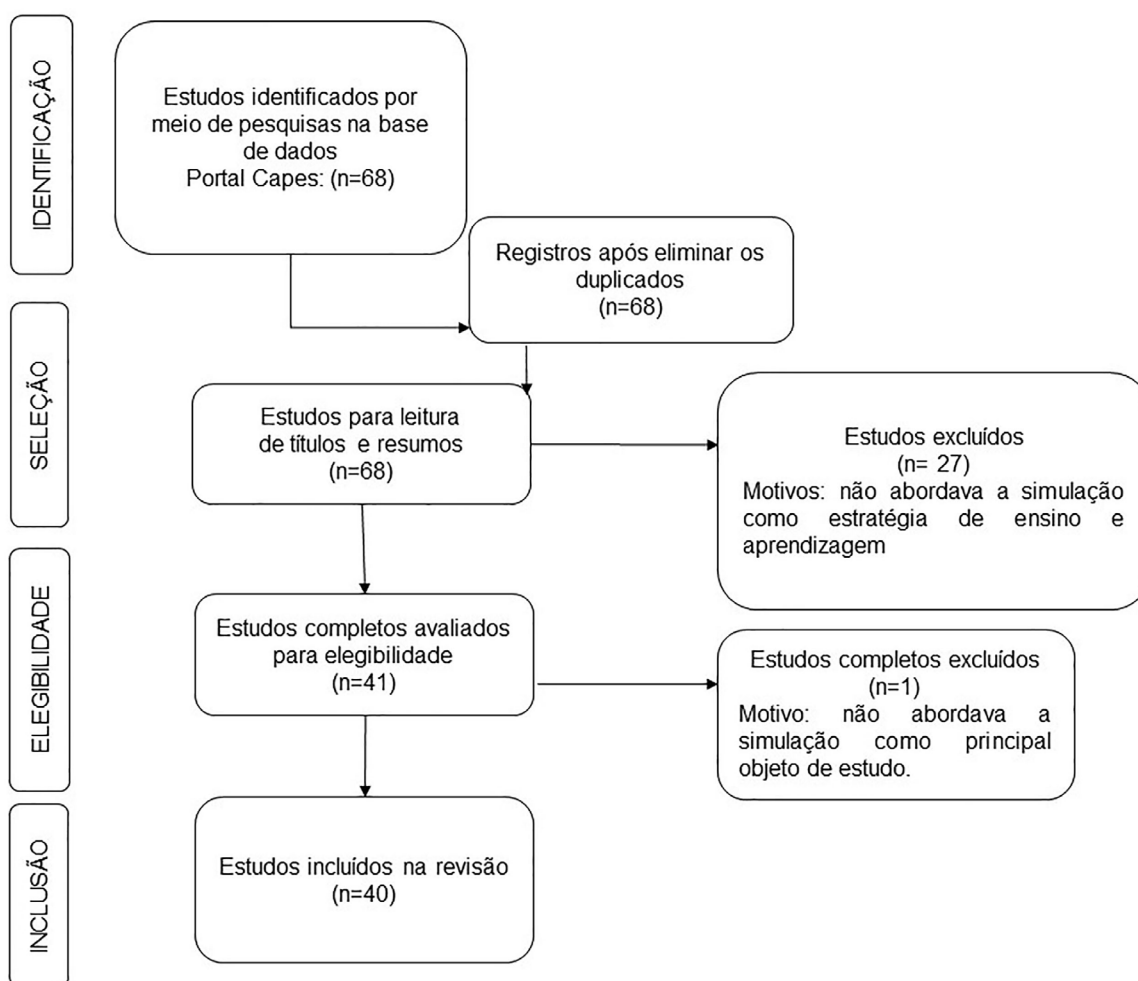 IDENTIFICAÇÃO
Estudos identificados por
meio de pesquisas na base
de dados
Portal Capes: (n=68)
Registros após eliminar os
duplicados
(n=68)
SELEÇÃO
Estudos para leitura
de títulos e resumos
(n=68)
Estudos excluídos
(n= 27)
Motivos: não abordava a simulação
como estratégia de ensino e
aprendizagem
ELEGIBILIDADE
Estudos completos avaliados
para elegibilidade
(n=41)
Estudos completos excluídos
(n=1)
Motivo: não abordava a
simulação como principal
objeto de estudo.
INCLUSÃO
Estudos incluídos na revisão
(n=40)